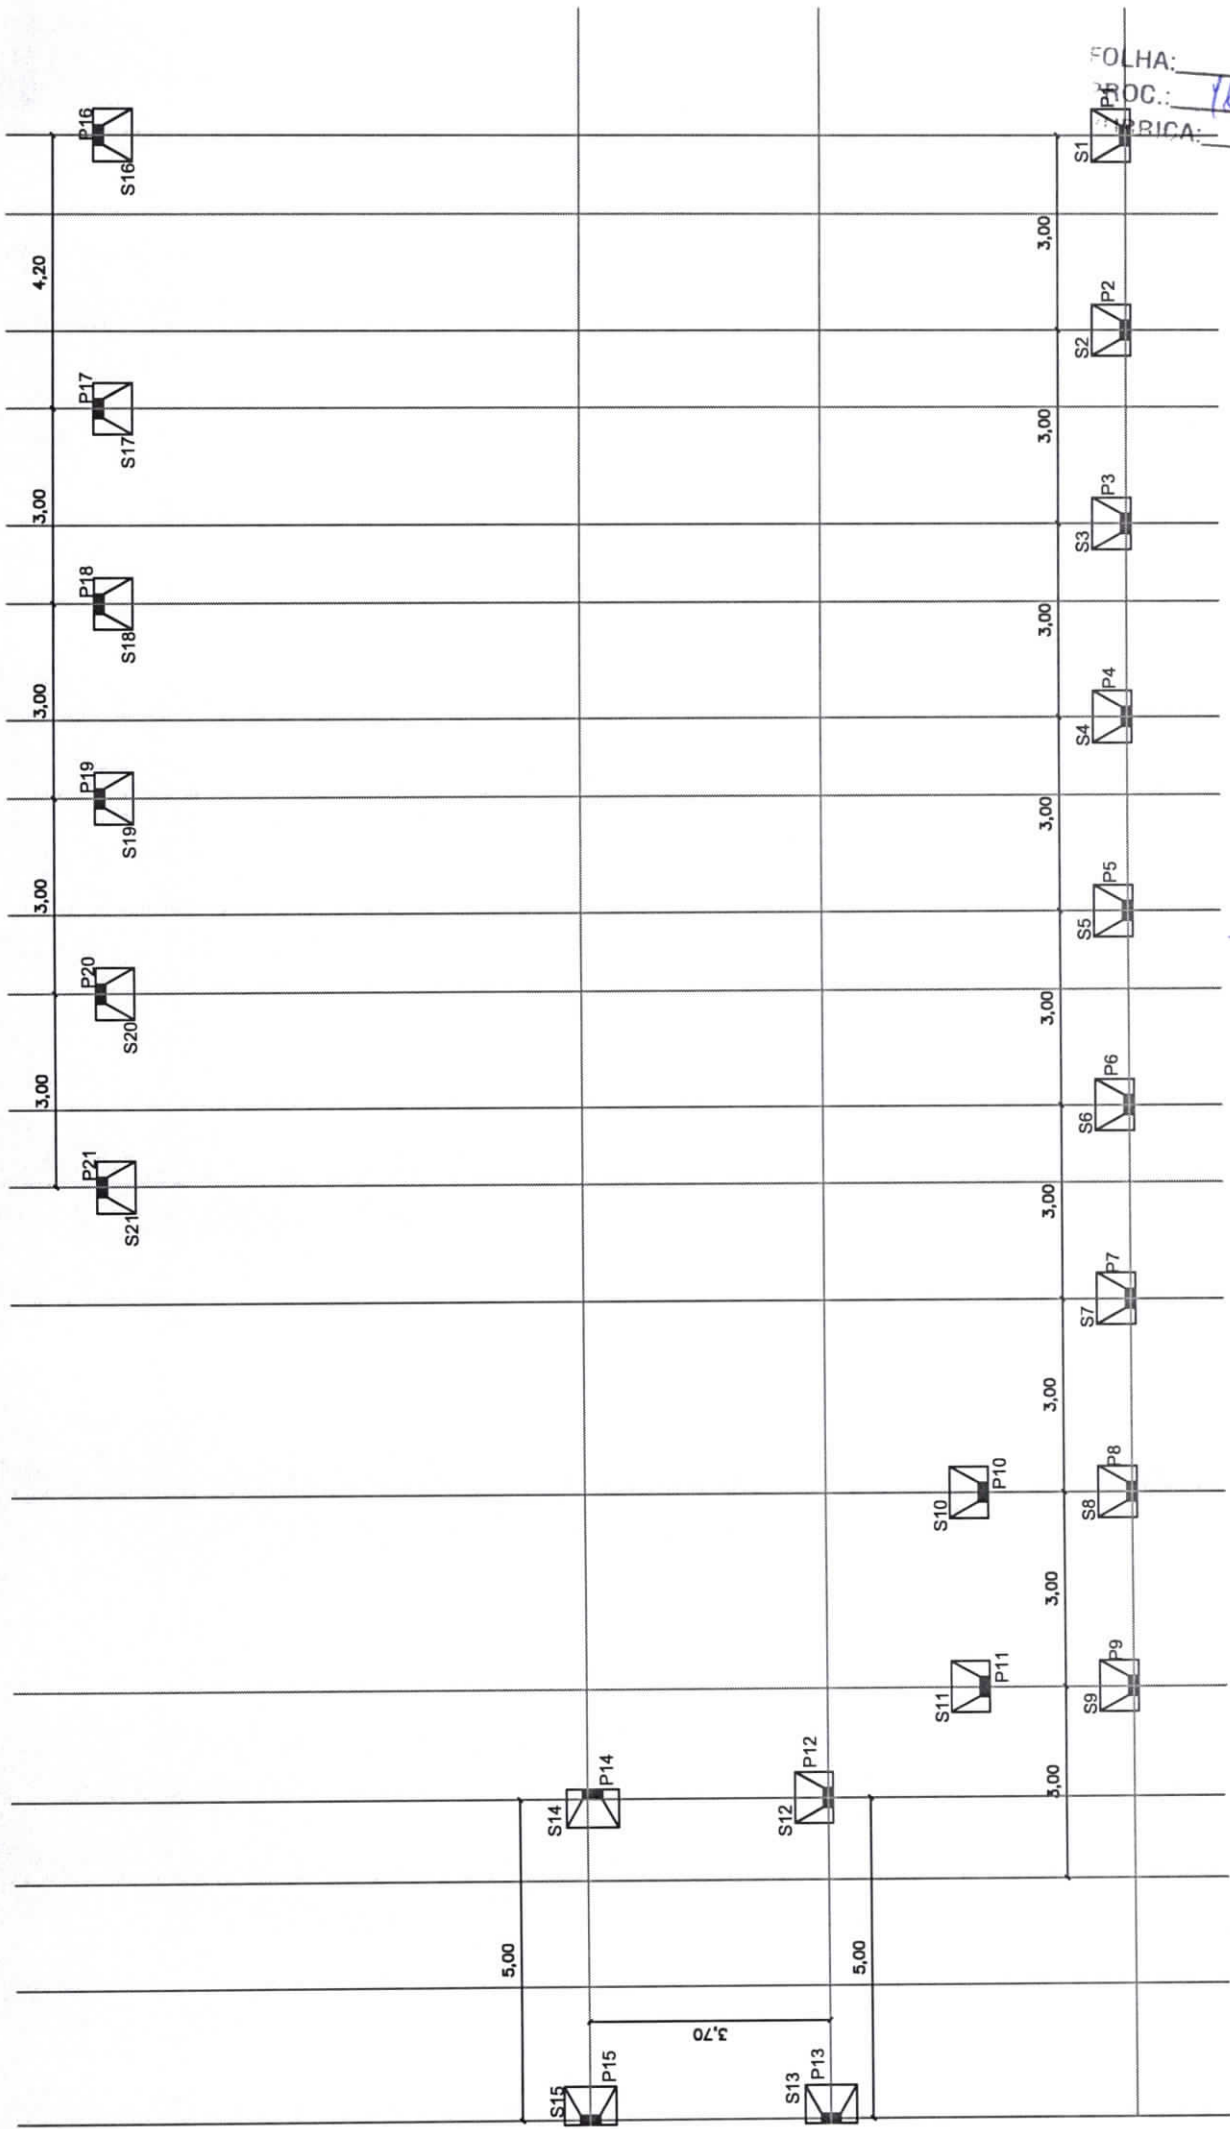 FOLHA:
PROC.:
P1
S1
P16
S16
3,00
4,20
P2
S2
P17
S17
3,00
3,00
P3
S3
P18
S18
3,00
3,00
P4
S4
P19
S19
3,00
3,00
P5
S5
P20
S20
3,00
3,00
P6
S6
P21
S21
3,00
P7
S7
3,00
P10
S10
P8
S8
3,00
P11
S11
P9
S9
3,00
P14
S14
P12
S12
5,00
5,00
3,70
P15
S15
P13
S13